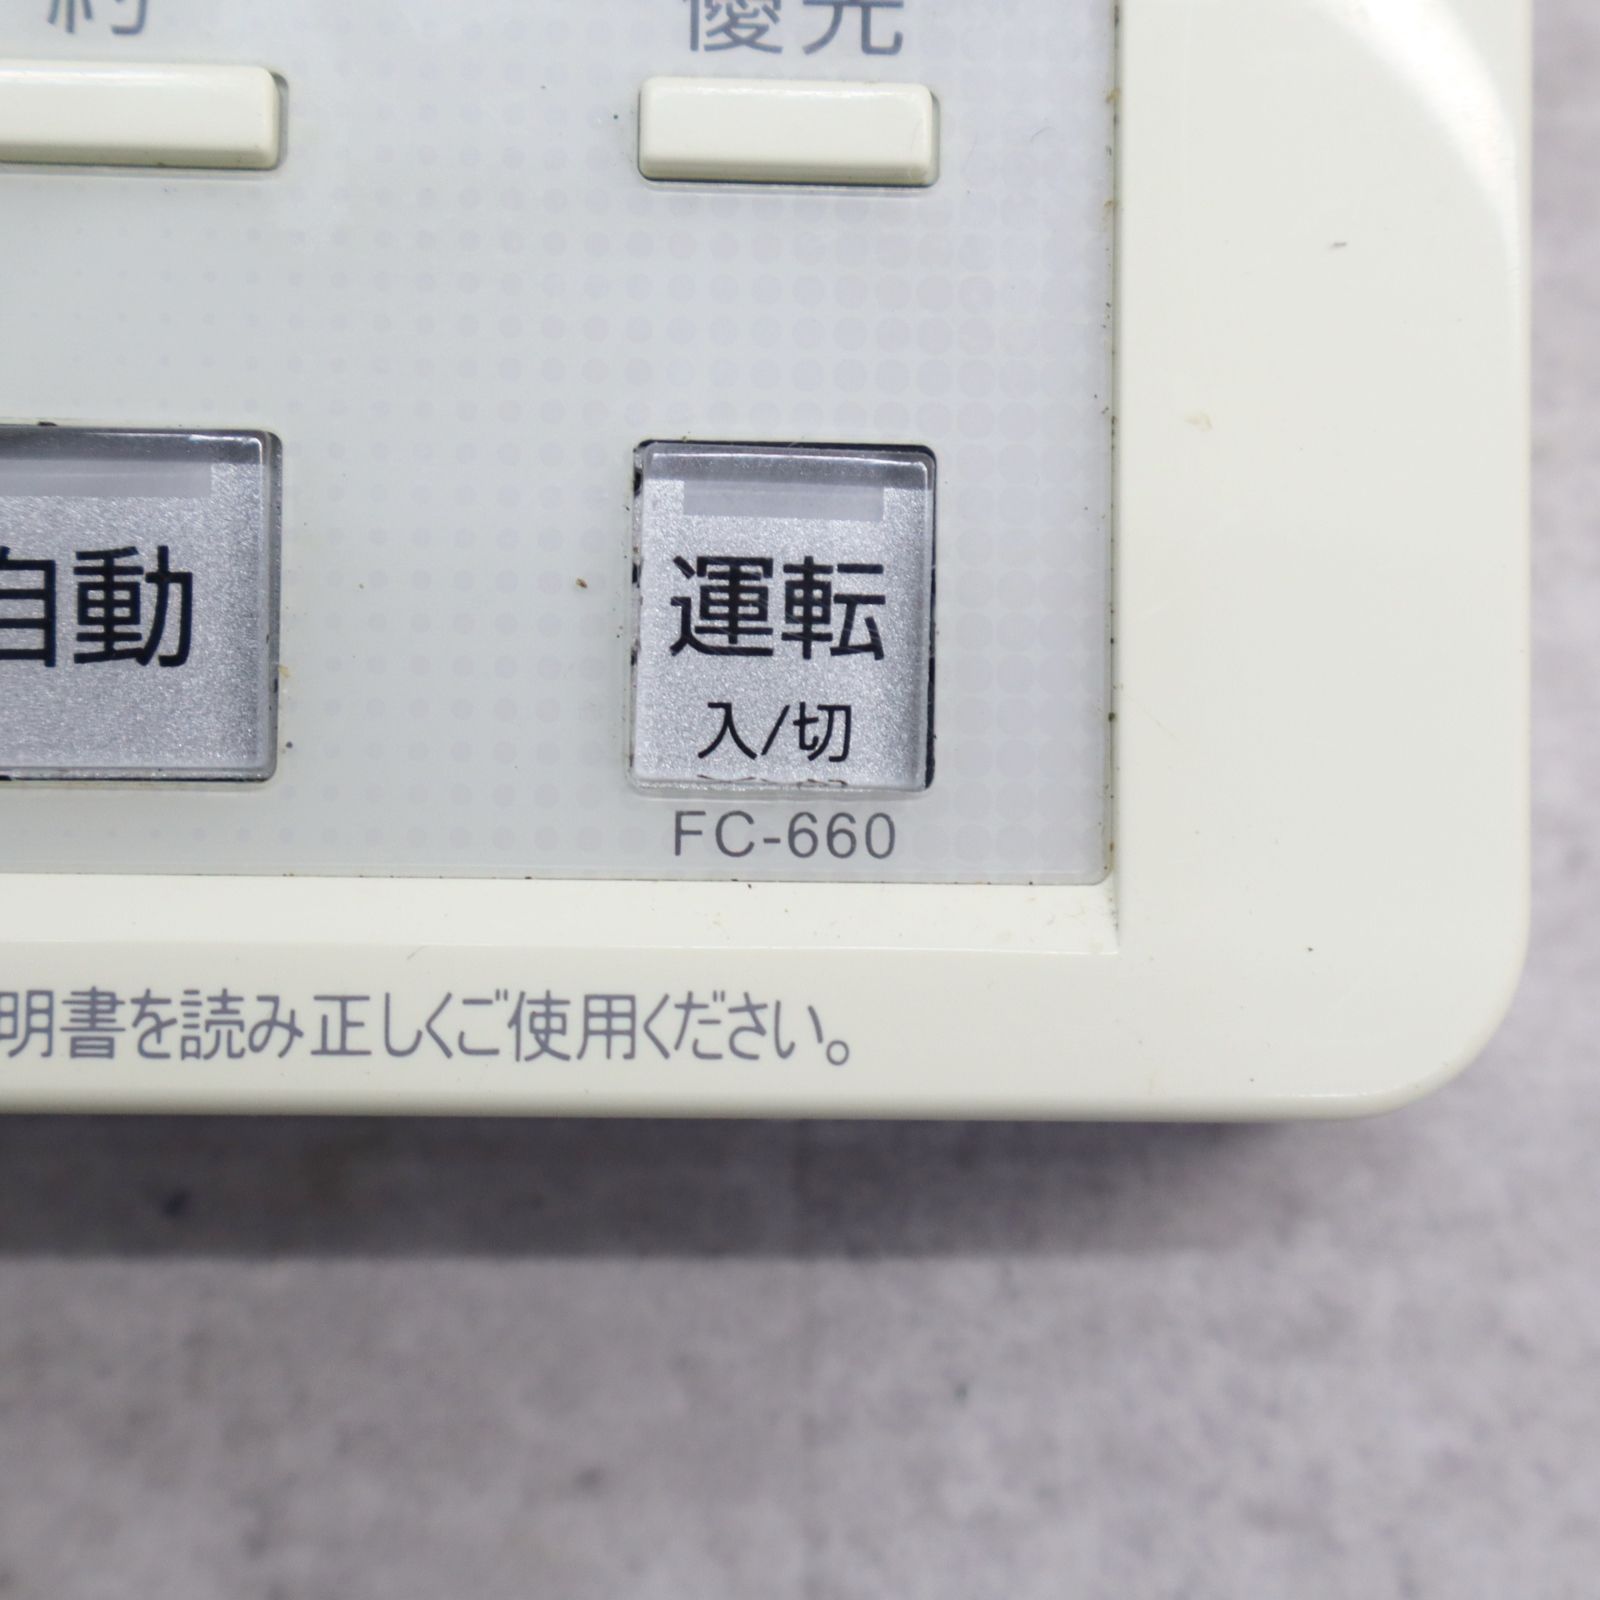 約 優先
自動 運転
入/切
FC-660
明書を読み正しくご使用ください。